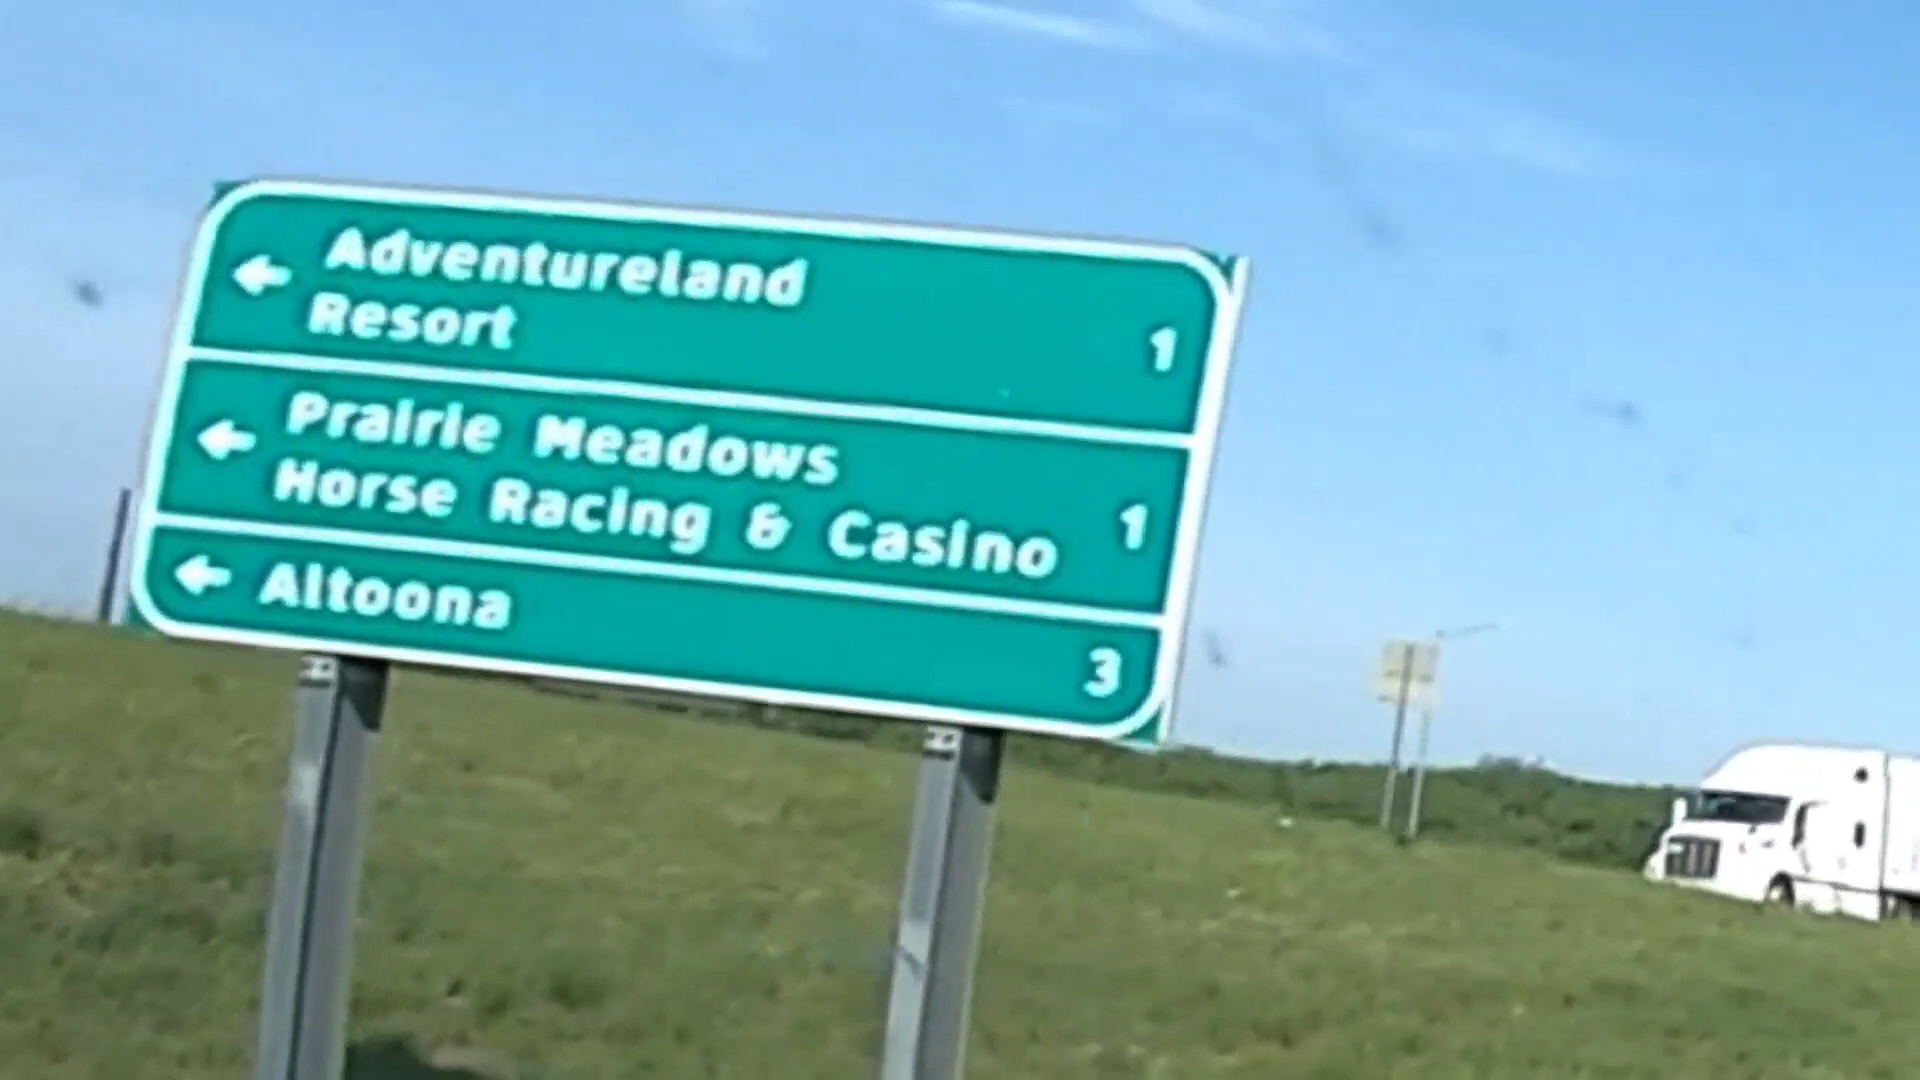 ← Adventureland
Resort 1
← Prairie Meadows
Horse Racing & Casino 1
← Altoona 3